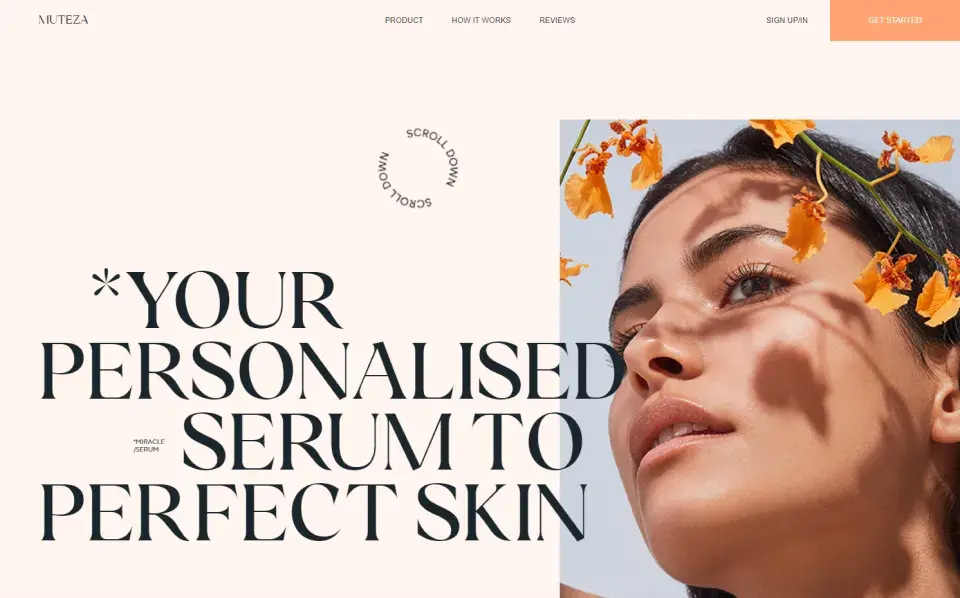 MUTEZA
PRODUCT
HOW IT WORKS
REVIEWS
SIGN UP/IN
GET STARTED
SCROLL DOWN
SCROLL DOWN
*YOUR
PERSONALISED
*MIRACLE
/SERUM
SERUM TO
PERFECT SKIN